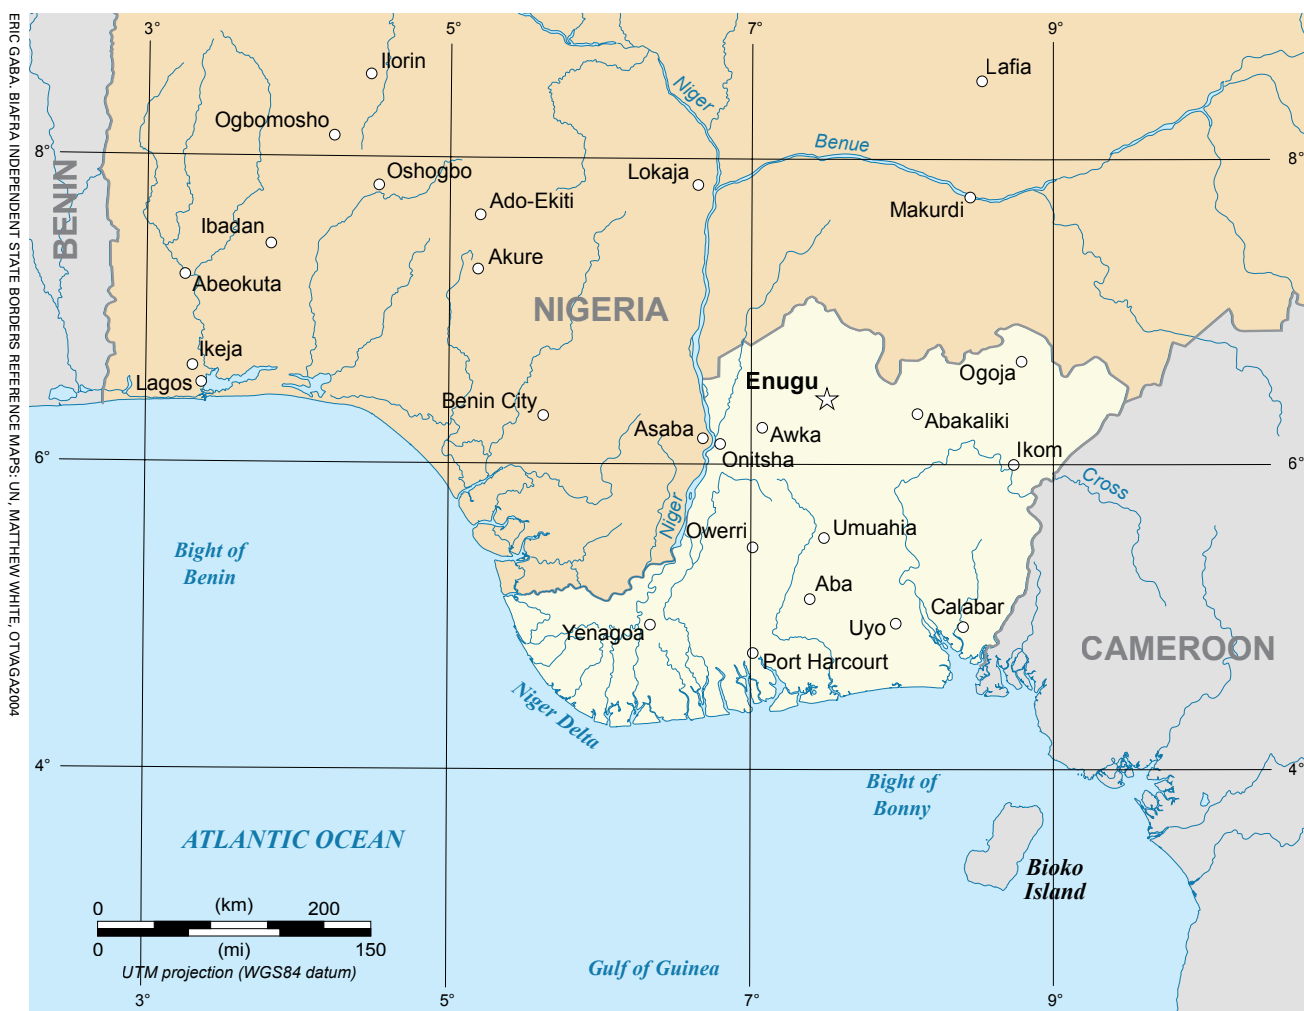 3°
5°
7°
9°
Ilorin
Lafia
Niger
Ogbomosho
Benue
8°
8°
BENIN
Oshogbo
Lokaja
Ado-Ekiti
Makurdi
Ibadan
Akure
Abeokuta
NIGERIA
Ikeja
Lagos
Enugu
Ogoja
Benin City
Asaba
Awka
Abakaliki
Onitsha
Ikom
6°
6°
Cross
Niger
Owerri
Umuahia
Bight of
Benin
Aba
Calabar
Yenagoa
Uyo
CAMEROON
Port Harcourt
Niger Delta
4°
4°
Bight of
Bonny
ATLANTIC OCEAN
Bioko
Island
0
(km)
200
0
(mi)
150
UTM projection (WGS84 datum)
Gulf of Guinea
3°
5°
7°
9°
ERIC GABA. BIAFRA INDEPENDENT STATE BORDERS REFERENCE MAPS: UN, MATTHEW WHITE, OTVAGA2004